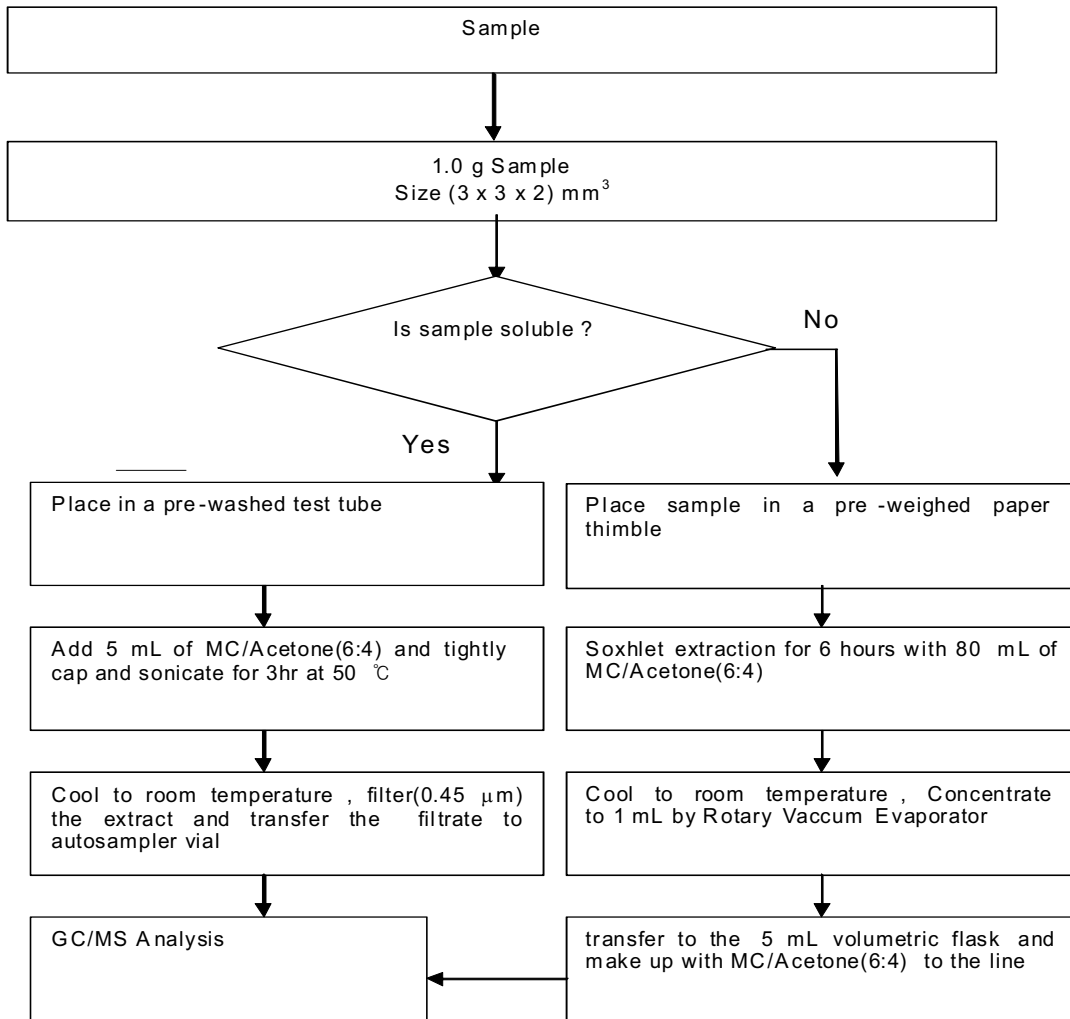 Sample
1.0 g Sample
Size (3 x 3 x 2) mm³
Is sample soluble ?
No
Yes
Place in a pre-washed test tube
Place sample in a pre-weighed paper
thimble
Add 5 mL of MC/Acetone(6:4) and tightly
cap and sonicate for 3hr at 50 ℃
Soxhlet extraction for 6 hours with 80 mL of
MC/Acetone(6:4)
Cool to room temperature , filter(0.45 μm)
the extract and transfer the filtrate to
autosampler vial
Cool to room temperature , Concentrate
to 1 mL by Rotary Vaccum Evaporator
GC/MS Analysis
transfer to the 5 mL volumetric flask and
make up with MC/Acetone(6:4) to the line